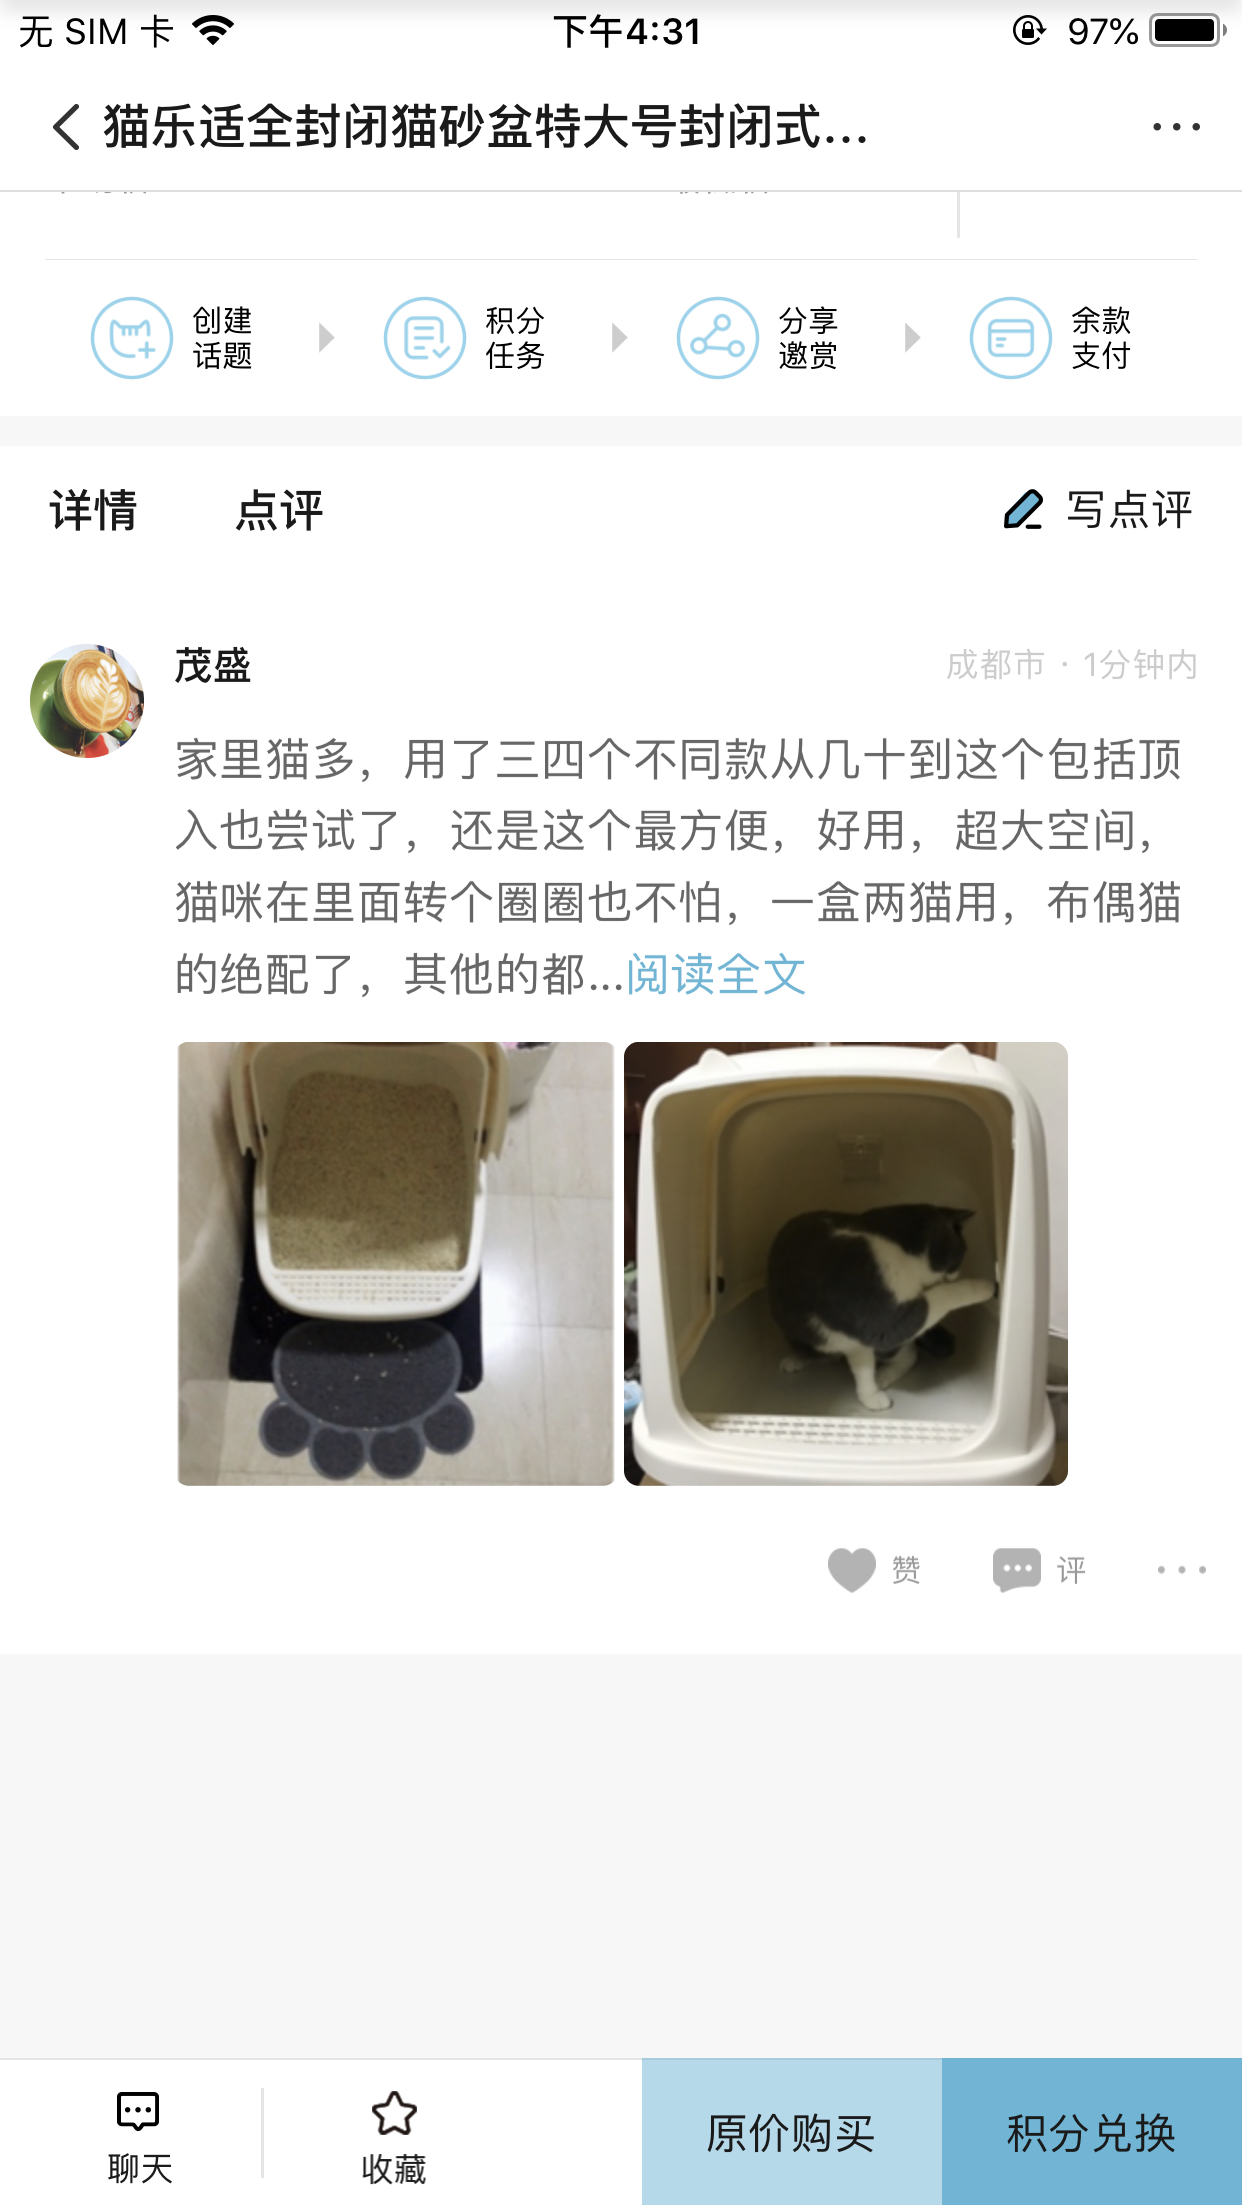 无 SIM 卡
下午4:31
97%
猫乐适全封闭猫砂盆特大号封闭式...
创建
话题
积分
任务
分享
邀赏
余款
支付
详情
点评
写点评
茂盛
成都市 · 1分钟内
家里猫多，用了三四个不同款从几十到这个包括顶
入也尝试了，还是这个最方便，好用，超大空间，
猫咪在里面转个圈圈也不怕，一盒两猫用，布偶猫
的绝配了，其他的都...阅读全文
赞
评
聊天
收藏
原价购买
积分兑换